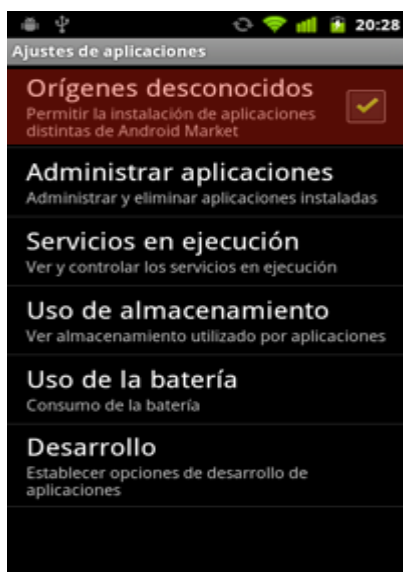 20:28
Ajustes de aplicaciones
Orígenes desconocidos
Permitir la instalación de aplicaciones
distintas de Android Market
Administrar aplicaciones
Administrar y eliminar aplicaciones instaladas
Servicios en ejecución
Ver y controlar los servicios en ejecución
Uso de almacenamiento
Ver almacenamiento utilizado por aplicaciones
Uso de la batería
Consumo de la batería
Desarrollo
Establecer opciones de desarrollo de
aplicaciones